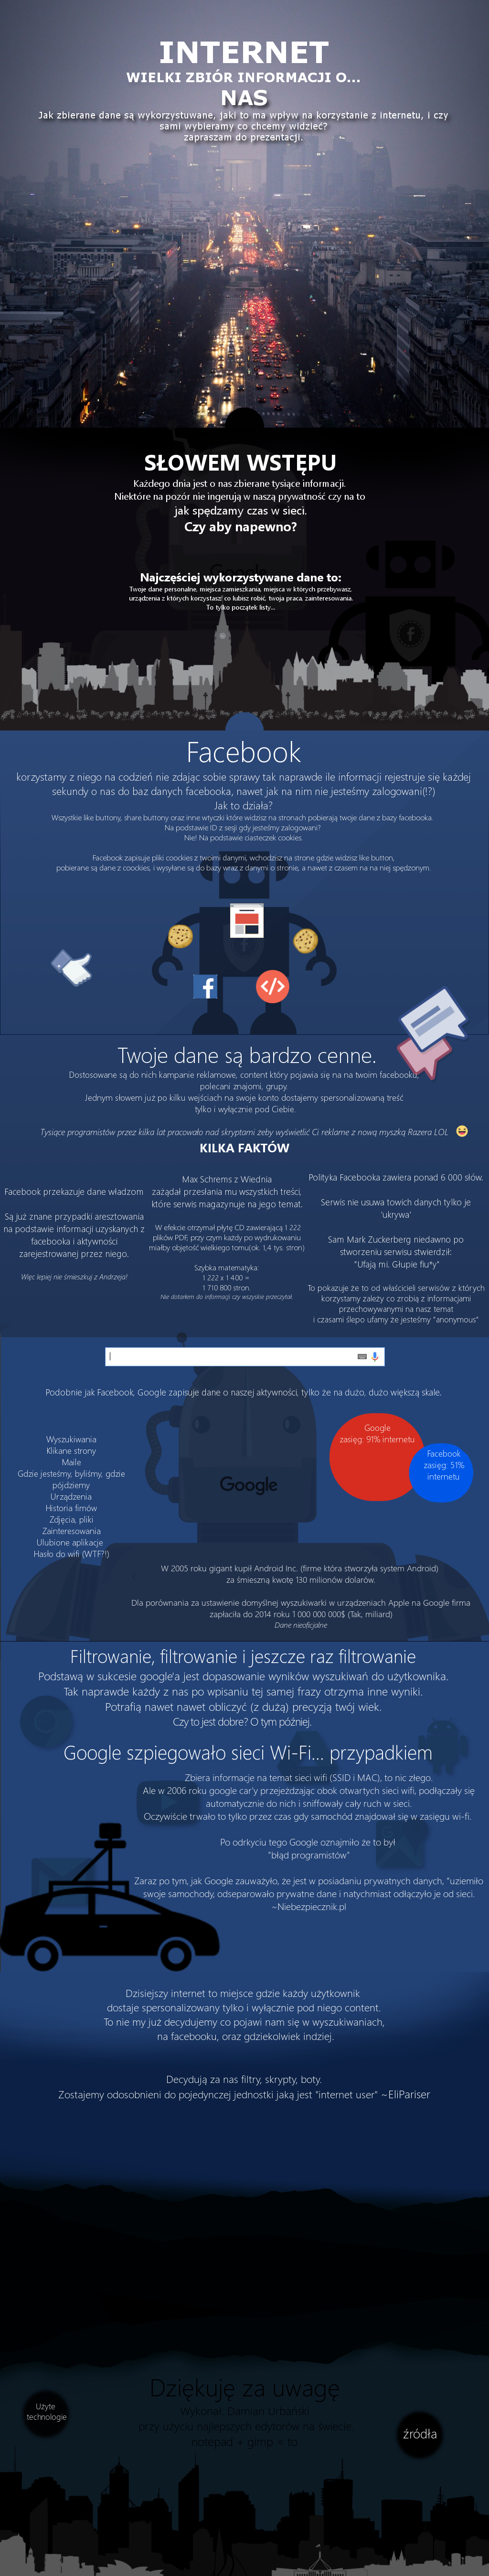 INTERNET
WIELKI ZBIÓR INFORMACJI O...
NAS
Jak zbierane dane są wykorzystuwane, jaki to ma wpływ na korzystanie z internetu, i czy
sami wybieramy co chcemy widzieć?
zapraszam do prezentacji.
SŁOWEM WSTĘPU
Każdego dnia jest o nas zbierane tysiące informacji.
Niektóre na pozór nie ingerują w naszą prywatność czy na to
jak spędzamy czas w sieci.
Czy aby napewno?
Google
Najczęściej wykorzystywane dane to:
Twoje dane personalne, miejsca zamieszkania, miejsca w których przebywasz,
urządzenia z których korzystasz! co lubisz robić, twoja praca, zainteresowania.
To tylko początek listy...
Facebook
korzystamy z niego na codzień nie zdając sobie sprawy tak naprawde ile informacji rejestruje się każdej
sekundy o nas do baz danych facebooka, nawet jak na nim nie jesteśmy zalogowani(!?)
Jak to działa?
Wszystkie like buttony, share buttony oraz inne wtyczki które widzisz na stronach pobierają twoje dane z bazy facebooka.
Na podstawie ID z sesji gdy jesteśmy zalogowani?
Nie! Na podstawie ciasteczek cookies
Facebook zapisuje pliki coockies z twoimi danymi, wchodzisz na strone gdzie widzisz like button,
pobierane są dane z coockies, i wysyłane są do bazy wraz z danymi o stronie, a nawet z czasem na na niej spędzonym.
Twoje dane są bardzo cenne.
Dostosowane są do nich kampanie reklamowe, content który pojawia się na na twoim facebooku,
polecani znajomi, grupy.
Jednym słowem już po kilku wejściach na swoje konto dostajemy spersonalizowaną treść
tylko i wyłącznie pod Ciebie.
Tysiące programistów przez kilka lat pracowało nad skryptami żeby wyświetlić Ci reklame z nową myszką Razera LOL
KILKA FAKTÓW
Facebook przekazuje dane władzom
Są już znane przypadki aresztowania
na podstawie informacji uzyskanych z
facebooka i aktywności
zarejestrowanej przez niego.
Więc lepiej nie śmieszkuj z Andrzeja!
Max Schrems z Wiednia
zażądał przesłania mu wszystkich treści,
które serwis magazynuje na jego temat.
W efekcie otrzymał płytę CD zawierającą 1 222
plików PDF, przy czym każdy po wydrukowaniu
miałby objętość wielkiego tomu(ok. 1,4 tys. stron)
Szybka matematyka:
1 222 x 1 400 =
1 710 800 stron.
Nie dotarłem do informacji czy wszyskie przeczytał
Polityka Facebooka zawiera ponad 6 000 słów.
Serwis nie usuwa towich danych tylko je
'ukrywa'
Sam Mark Zuckerberg niedawno po
stworzeniu serwisu stwierdził:
"Ufają mi. Głupie fiu*y"
To pokazuje że to od właścicieli serwisów z których
korzystamy zależy co zrobią z informacjami
przechowywanymi na nasz temat
i czasami ślepo ufamy że jesteśmy "anonymous"
Podobnie jak Facebook, Google zapisuje dane o naszej aktywności, tylko że na dużo, dużo większą skale.
Wyszukiwania
Klikane strony
Maile
Gdzie jesteśmy, byliśmy, gdzie
pójdziemy
Urządzenia
Historia fimów
Zdjęcia, pliki
Zainteresowania
Ulubione aplikacje
Hasło do wifi (WTF?!)
Google
Google
zasięg: 91% internetu
Facebook
zasięg: 51%
internetu
W 2005 roku gigant kupił Android Inc. (firme która stworzyła system Android)
za śmieszną kwotę 130 milionów dolarów.
Dla porównania za ustawienie domyślnej wyszukiwarki w urządzeniach Apple na Google firma
zapłaciła do 2014 roku 1 000 000 000$ (Tak, miliard)
Dane nieoficjalne
Filtrowanie, filtrowanie i jeszcze raz filtrowanie
Podstawą w sukcesie google'a jest dopasowanie wyników wyszukiwań do użytkownika.
Tak naprawde każdy z nas po wpisaniu tej samej frazy otrzyma inne wyniki.
Potrafią nawet nawet obliczyć (z dużą) precyzją twój wiek.
Czy to jest dobre? O tym później.
Google szpiegowało sieci Wi-Fi... przypadkiem
Zbiera informacje na temat sieci wifi (SSID i MAC), to nic złego.
Ale w 2006 roku google car'y przejeżdzając obok otwartych sieci wifi, podłączały się
automatycznie do nich i sniffowały cały ruch w sieci.
Oczywiście trwało to tylko przez czas gdy samochód znajdował się w zasięgu wi-fi.
Po odrkyciu tego Google oznajmiło że to był
"błąd programistów"
Zaraz po tym, jak Google zauważyło, że jest w posiadaniu prywatnych danych, "uziemiło
swoje samochody, odseparowało prywatne dane i natychmiast odłączyło je od sieci.
~Niebezpiecznik.pl
Dzisiejszy internet to miejsce gdzie każdy użytkownik
dostaje spersonalizowany tylko i wyłącznie pod niego content.
To nie my już decydujemy co pojawi nam się w wyszukiwaniach,
na facebooku, oraz gdziekolwiek indziej.
Decydują za nas filtry, skrypty, boty.
Zostajemy odosobnieni do pojedynczej jednostki jaką jest "internet user" ~EliPariser
Dziękuję za uwagę
Wykonał: Damian Urbański
przy użyciu najlepszych edytorów na świecie:
notepad + gimp = fo
Użyte
technologie
źródła